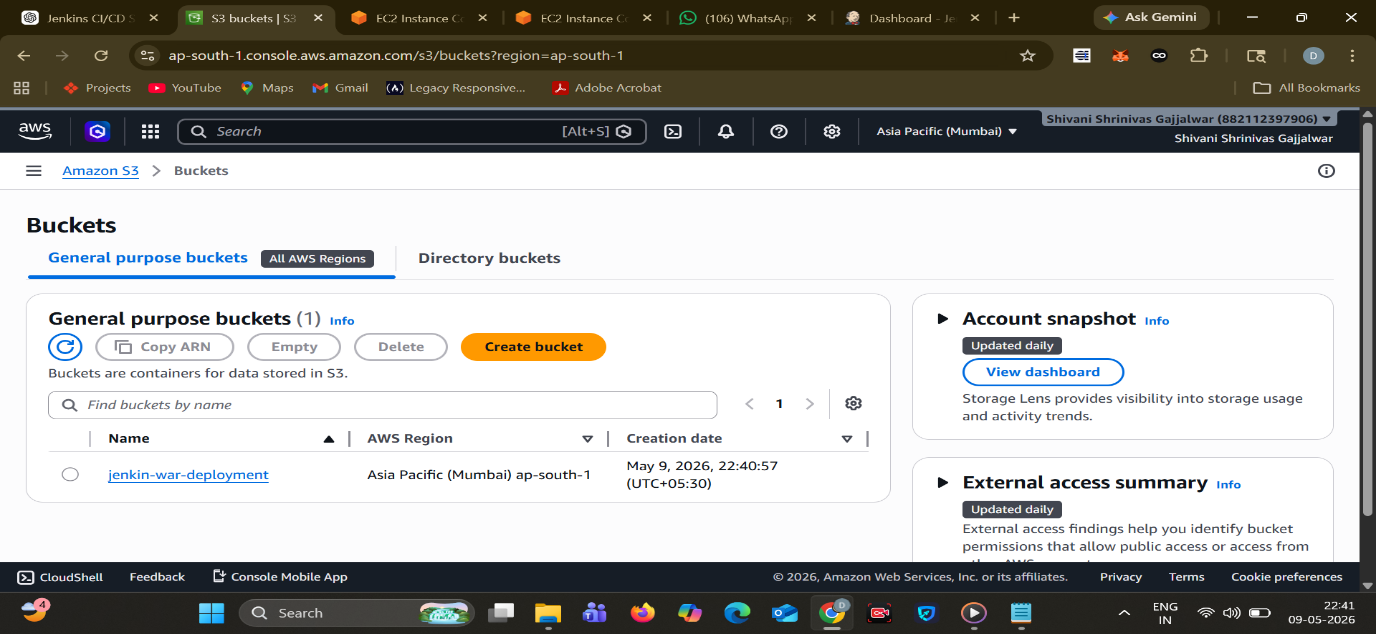 Jenkins CI/CD S
S3 buckets | S3
EC2 Instance Co
EC2 Instance Co
(106) WhatsApp
Dashboard - Je
Ask Gemini
ap-south-1.console.aws.amazon.com/s3/buckets?region=ap-south-1
D
Projects
YouTube
Maps
Gmail
Legacy Responsive...
Adobe Acrobat
All Bookmarks
aws
Search
[Alt+S]
Asia Pacific (Mumbai)
Shivani Shrinivas Gajjalwar (882112397906)
Shivani Shrinivas Gajjalwar
Amazon S3 > Buckets
Buckets
General purpose buckets All AWS Regions
Directory buckets
General purpose buckets (1) Info
Copy ARN
Empty
Delete
Create bucket
Buckets are containers for data stored in S3.
Find buckets by name
1
Name
AWS Region
Creation date
jenkin-war-deployment
Asia Pacific (Mumbai) ap-south-1
May 9, 2026, 22:40:57
(UTC+05:30)
Account snapshot Info
Updated daily
View dashboard
Storage Lens provides visibility into storage usage
and activity trends.
External access summary Info
Updated daily
External access findings help you identify bucket
permissions that allow public access or access from
CloudShell
Feedback
Console Mobile App
© 2026, Amazon Web Services, Inc. or its affiliates.
Privacy
Terms
Cookie preferences
4
Search
D
ENG
IN
22:41
09-05-2026